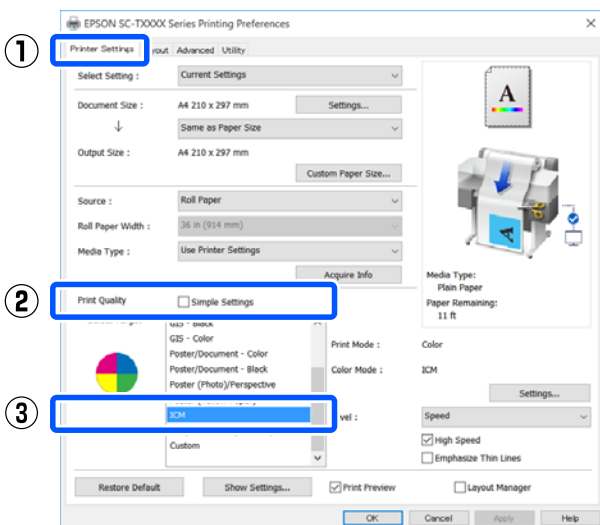 EPSON SC-TXXXX Series Printing Preferences
1
Printer Settings yout Advanced Utility
Select Setting : Current Settings
Document Size : A4 210 x 297 mm Settings...
Same as Paper Size
Output Size : A4 210 x 297 mm
Custom Paper Size...
A
Source : Roll Paper
Roll Paper Width : 36 in (914 mm)
Media Type : Use Printer Settings
Acquire Info
Media Type:
Plain Paper
Paper Remaining:
11 ft
2
Print Quality Simple Settings
GIS - Black
GIS - Color
Poster/Document - Color
Poster/Document - Black
Poster (Photo)/Perspective
3
ICM
Custom
Print Mode : Color
Color Mode : ICM
Settings...
vel : Speed
High Speed
Emphasize Thin Lines
Restore Default Show Settings... Print Preview Layout Manager
OK Cancel Apply Help